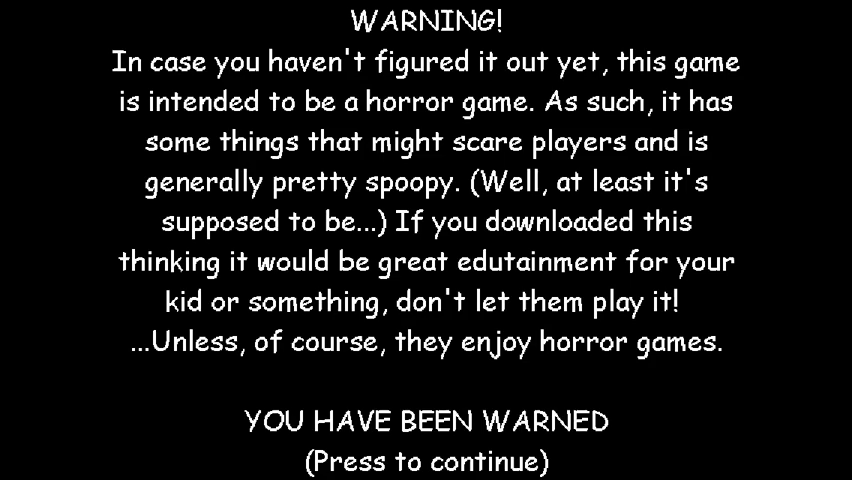 WARNING!
In case you haven't figured it out yet, this game
is intended to be a horror game. As such, it has
some things that might scare players and is
generally pretty spoopy. (Well, at least it's
supposed to be...) If you downloaded this
thinking it would be great edutainment for your
kid or something, don't let them play it!
...Unless, of course, they enjoy horror games.
YOU HAVE BEEN WARNED
(Press to continue)